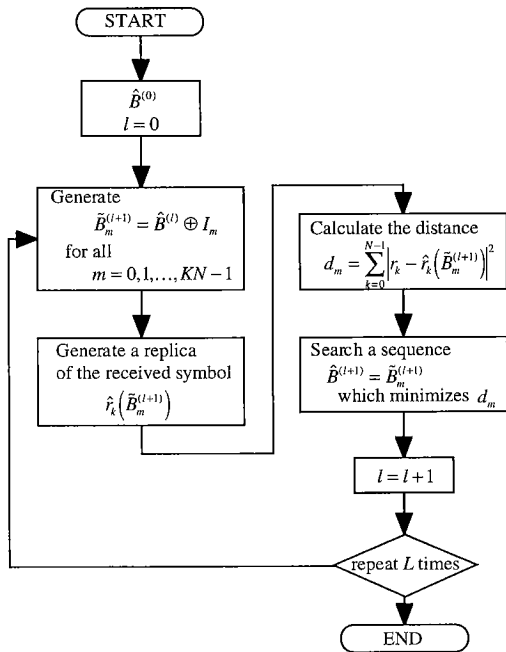 START
B̂⁽⁰⁾
l = 0
Generate
B̃ₘ⁽ˡ⁺¹⁾ = B̂⁽ˡ⁾ ⊕ Iₘ
for all
m = 0,1,…,KN−1
Generate a replica
of the received symbol
r̂ₖ(B̃ₘ⁽ˡ⁺¹⁾)
Calculate the distance
dₘ = ∑ₖ₌₀ᴺ⁻¹ |rₖ − r̂ₖ(B̃ₘ⁽ˡ⁺¹⁾)|²
Search a sequence
B̂⁽ˡ⁺¹⁾ = B̃ₘ⁽ˡ⁺¹⁾
which minimizes dₘ
l = l + 1
repeat L times
END